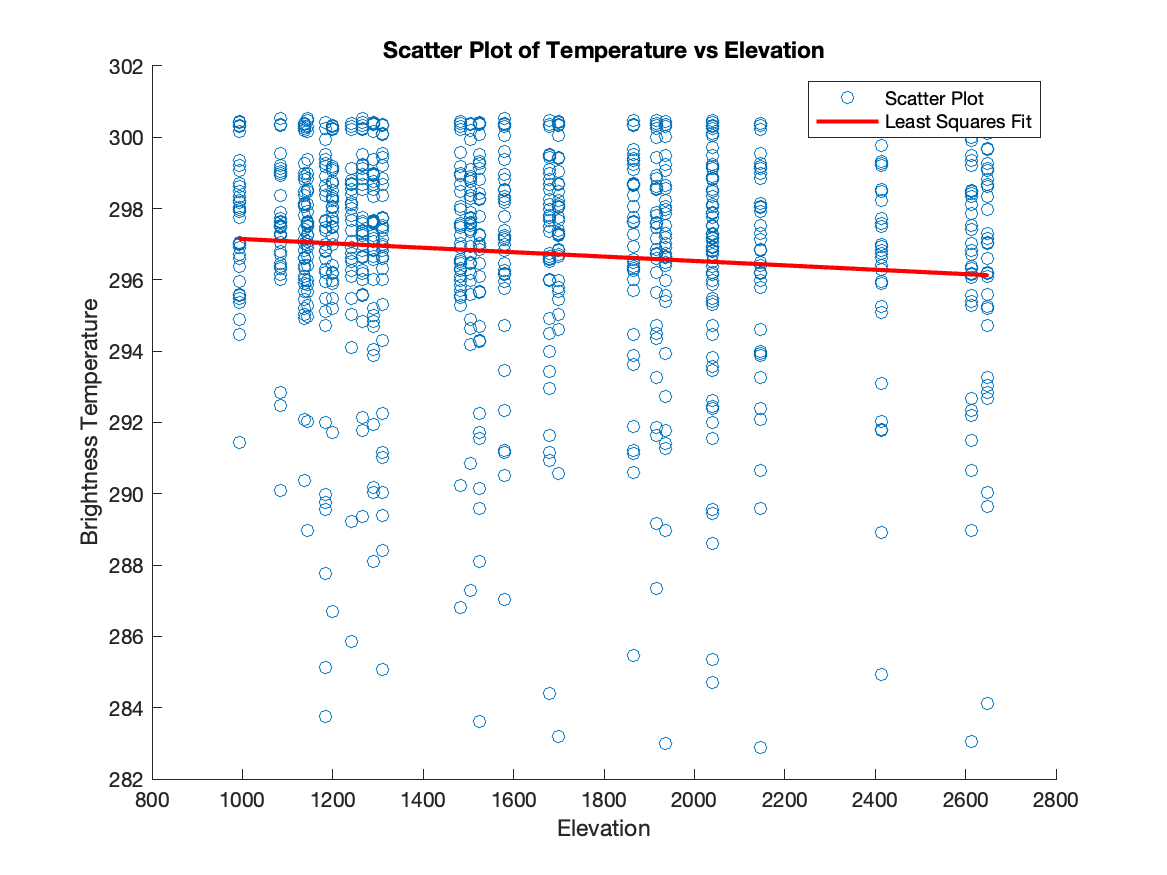 Scatter Plot of Temperature vs Elevation
Scatter Plot
Least Squares Fit
302
300
298
296
294
292
290
288
286
284
282
Brightness Temperature
800 1000 1200 1400 1600 1800 2000 2200 2400 2600 2800
Elevation